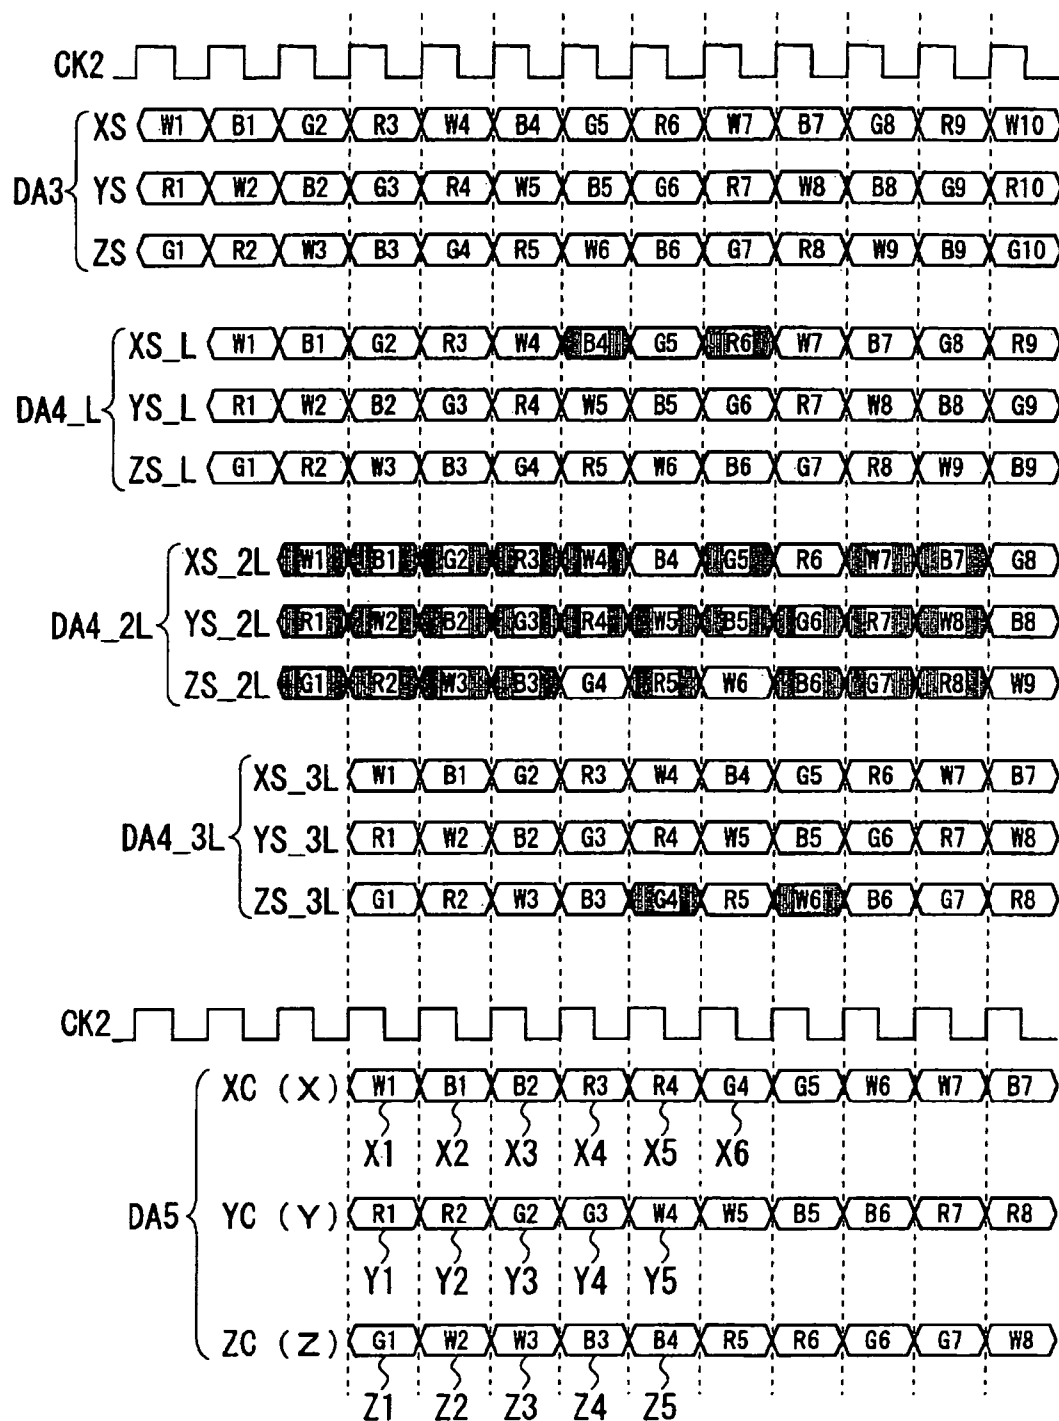 CK2
XS W1 B1 G2 R3 W4 B4 G5 R6 W7 B7 G8 R9 W10
DA3 YS R1 W2 B2 G3 R4 W5 B5 G6 R7 W8 B8 G9 R10
ZS G1 R2 W3 B3 G4 R5 W6 B6 G7 R8 W9 B9 G10
XS_L W1 B1 G2 R3 W4 B4 G5 R6 W7 B7 G8 R9
DA4_L YS_L R1 W2 B2 G3 R4 W5 B5 G6 R7 W8 B8 G9
ZS_L G1 R2 W3 B3 G4 R5 W6 B6 G7 R8 W9 B9
XS_2L W1 B1 G2 R3 W4 B4 G5 R6 W7 B7 G8
DA4_2L YS_2L R1 W2 B2 G3 R4 W5 B5 G6 R7 W8 B8
ZS_2L G1 R2 W3 B3 G4 R5 W6 B6 G7 R8 W9
XS_3L W1 B1 G2 R3 W4 B4 G5 R6 W7 B7
DA4_3L YS_3L R1 W2 B2 G3 R4 W5 B5 G6 R7 W8
ZS_3L G1 R2 W3 B3 G4 R5 W6 B6 G7 R8
CK2
XC (X) W1 B1 B2 R3 R4 G4 G5 W6 W7 B7
X1 X2 X3 X4 X5 X6
DA5 YC (Y) R1 R2 G2 G3 W4 W5 B5 B6 R7 R8
Y1 Y2 Y3 Y4 Y5
ZC (Z) G1 W2 W3 B3 B4 R5 R6 G6 G7 W8
Z1 Z2 Z3 Z4 Z5